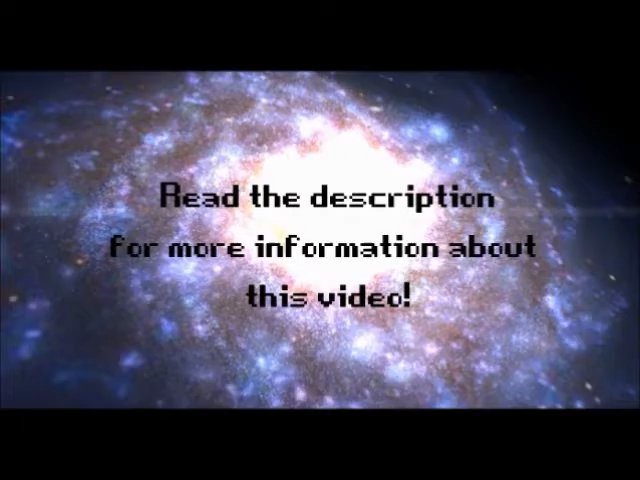 Read the description
for more information about
this video!